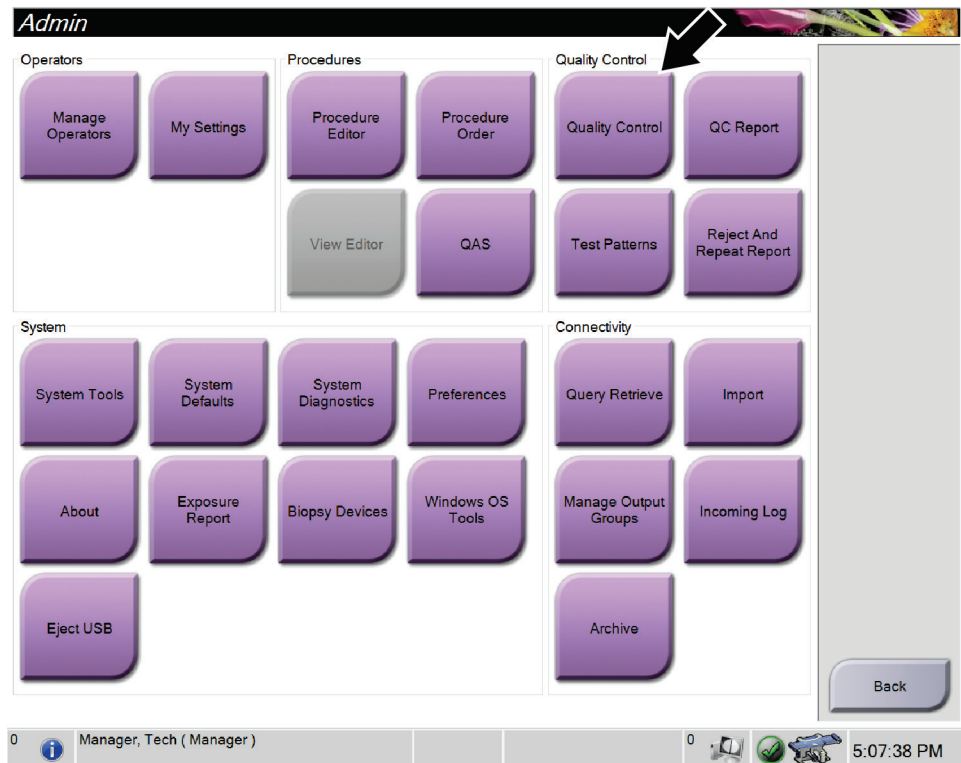 Admin
Operators
Manage
Operators
My Settings
Procedures
Procedure
Editor
Procedure
Order
View Editor
QAS
Quality Control
Quality Control
QC Report
Test Patterns
Reject And
Repeat Report
System
System Tools
System
Defaults
System
Diagnostics
Preferences
About
Exposure
Report
Biopsy Devices
Windows OS
Tools
Eject USB
Connectivity
Query Retrieve
Import
Manage Output
Groups
Incoming Log
Archive
Back
0
Manager, Tech ( Manager )
0
5:07:38 PM